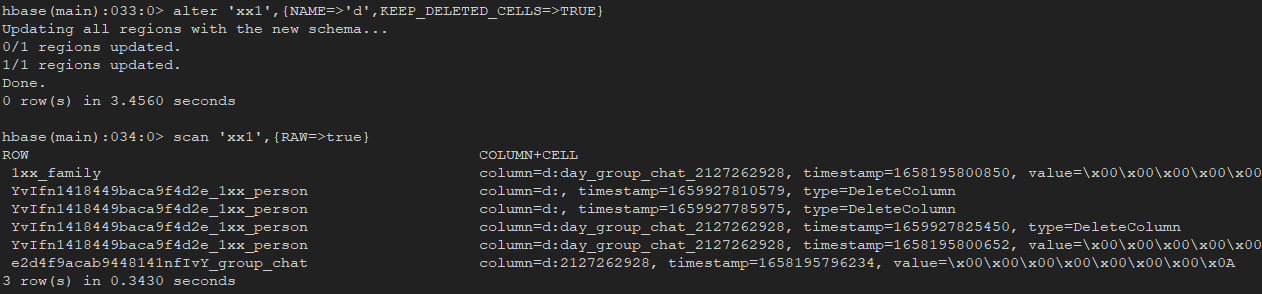 hbase(main):033:0> alter 'xx1',{NAME=>'d',KEEP_DELETED_CELLS=>TRUE}
Updating all regions with the new schema...
0/1 regions updated.
1/1 regions updated.
Done.
0 row(s) in 3.4560 seconds
hbase(main):034:0> scan 'xx1',{RAW=>true}
ROW COLUMN+CELL
1xx_family column=d:day_group_chat_2127262928, timestamp=1658195800850, value=\x00\x00\x00\x00\x00
YvIfn1418449baca9f4d2e_1xx_person column=d:, timestamp=1659927810579, type=DeleteColumn
YvIfn1418449baca9f4d2e_1xx_person column=d:, timestamp=1659927785975, type=DeleteColumn
YvIfn1418449baca9f4d2e_1xx_person column=d:day_group_chat_2127262928, timestamp=1659927825450, type=DeleteColumn
YvIfn1418449baca9f4d2e_1xx_person column=d:day_group_chat_2127262928, timestamp=1658195800652, value=\x00\x00\x00\x00\x00
e2d4f9acab9448141nfIvY_group_chat column=d:2127262928, timestamp=1658195796234, value=\x00\x00\x00\x00\x00\x00\x00\x0A
3 row(s) in 0.3430 seconds